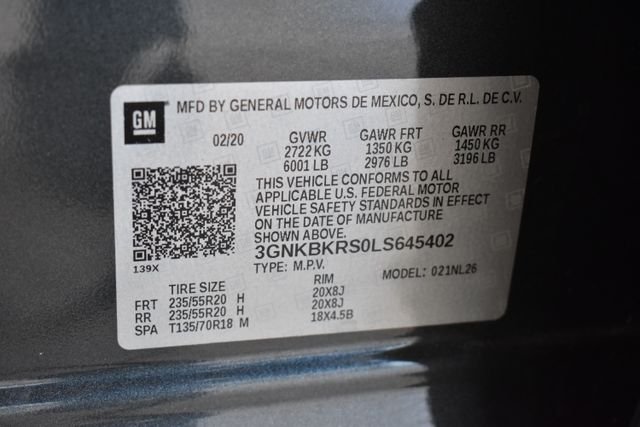 GM
MFD BY GENERAL MOTORS DE MEXICO, S. DE R.L. DE C.V.
02/20 GVWR GAWR FRT GAWR RR
2722 KG 1350 KG 1450 KG
6001 LB 2976 LB 3196 LB
THIS VEHICLE CONFORMS TO ALL
APPLICABLE U.S. FEDERAL MOTOR
VEHICLE SAFETY STANDARDS IN EFFECT
ON THE DATE OF MANUFACTURE
SHOWN ABOVE.
3GNKBKRS0LS645402
139X
TYPE: M.P.V. MODEL: 021NL26
TIRE SIZE RIM
FRT 235/55R20 H 20X8J
RR 235/55R20 H 20X8J
SPA T135/70R18 M 18X4.5B